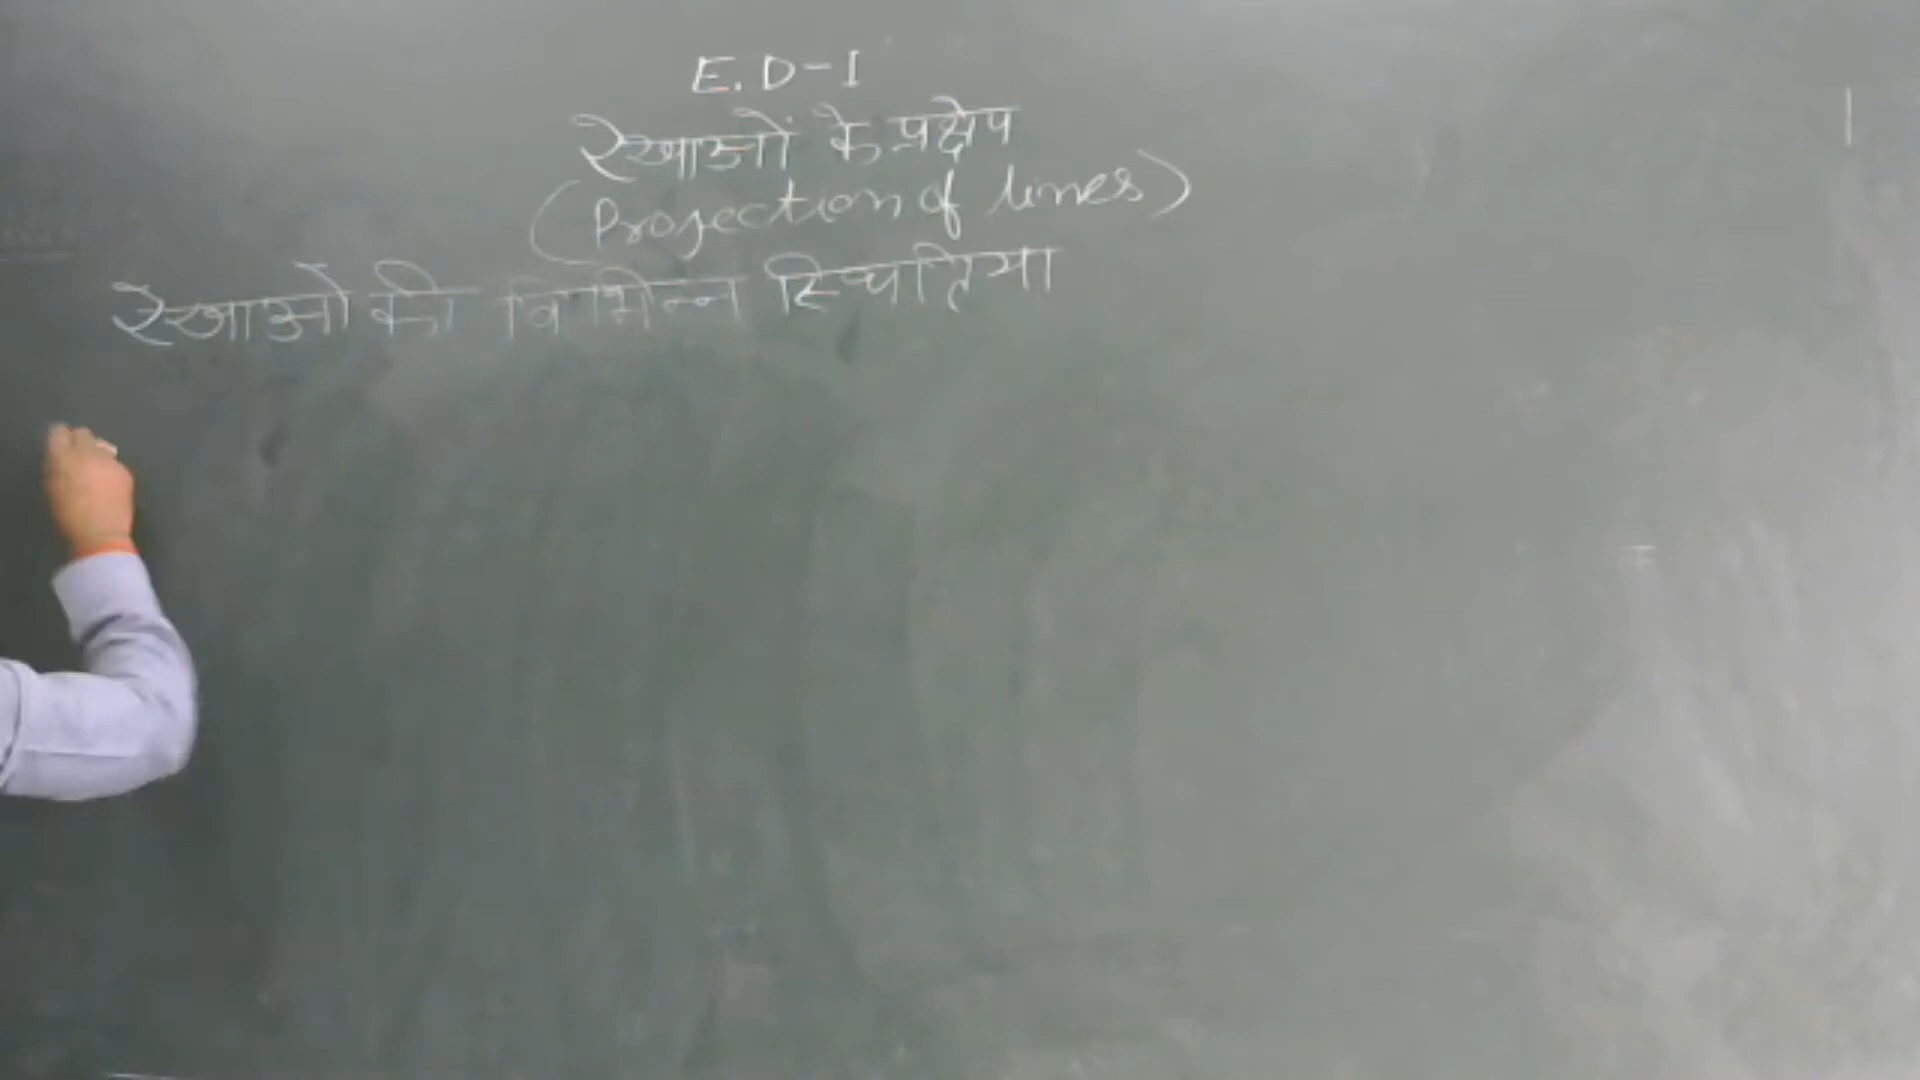 E.D-I
रेखाओं के प्रक्षेप
(Projection of lines)
रेखाओ की विभिन्न स्थितिया